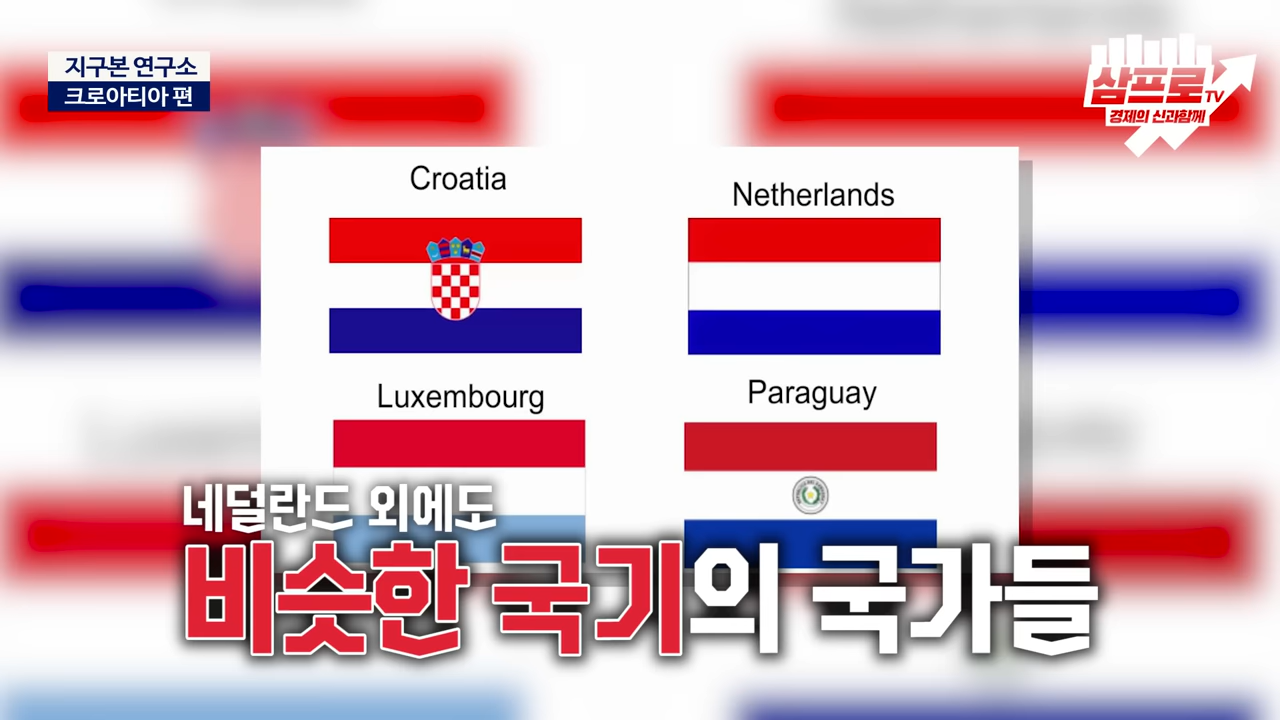 지구본 연구소
크로아티아 편
삼프로TV
경제의 신과함께
Croatia
Netherlands
Luxembourg
Paraguay
네덜란드 외에도
비슷한 국기의 국가들